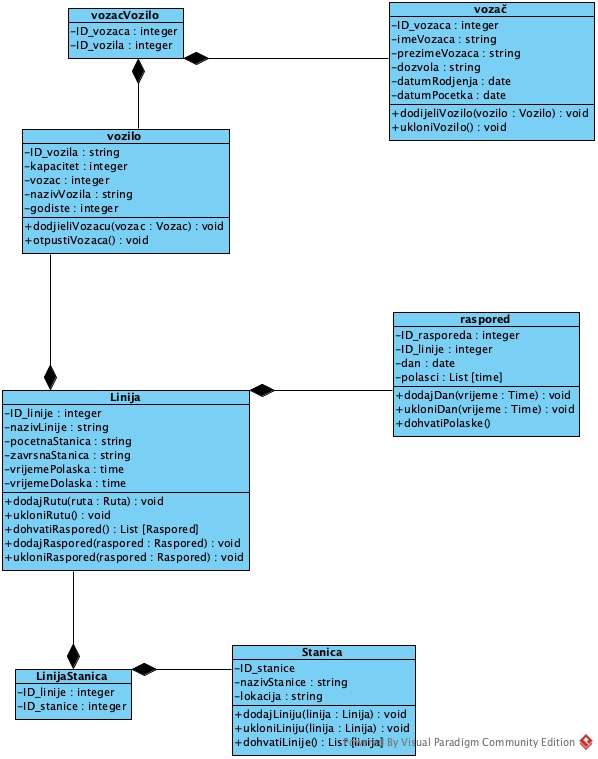 vozacVozilo
-ID_vozaca : integer
-ID_vozila : integer
vozač
-ID_vozaca : integer
-imeVozaca : string
-prezimeVozaca : string
-dozvola : string
-datumRodjenja : date
-datumPocetka : date
+dodijeliVozilo(vozilo : Vozilo) : void
+ukloniVozilo() : void
vozilo
-ID_vozila : string
-kapacitet : integer
-vozac : integer
-nazivVozila : string
-godiste : integer
+dodjieliVozacu(vozac : Vozac) : void
+otpustiVozaca() : void
raspored
-ID_rasporeda : integer
-ID_linije : integer
-dan : date
-polasci : List [time]
+dodajDan(vrijeme : Time) : void
+ukloniDan(vrijeme : Time) : void
+dohvatiPolaske()
Linija
-ID_linije : integer
-nazivLinije : string
-pocetnaStanica : string
-zavrsnaStanica : string
-vrijemePolaska : time
-vrijemeDolaska : time
+dodajRutu(ruta : Ruta) : void
+ukloniRutu() : void
+dohvatiRaspored() : List [Raspored]
+dodajRaspored(raspored : Raspored) : void
+ukloniRaspored(raspored : Raspored) : void
LinijaStanica
-ID_linije : integer
-ID_stanice : integer
Stanica
-ID_stanice
-nazivStanice : string
-lokacija : string
+dodajLiniju(linija : Linija) : void
+ukloniLiniju(linija : Linija) : void
+dohvatiLinije() : List [linija]
Powered By Visual Paradigm Community Edition